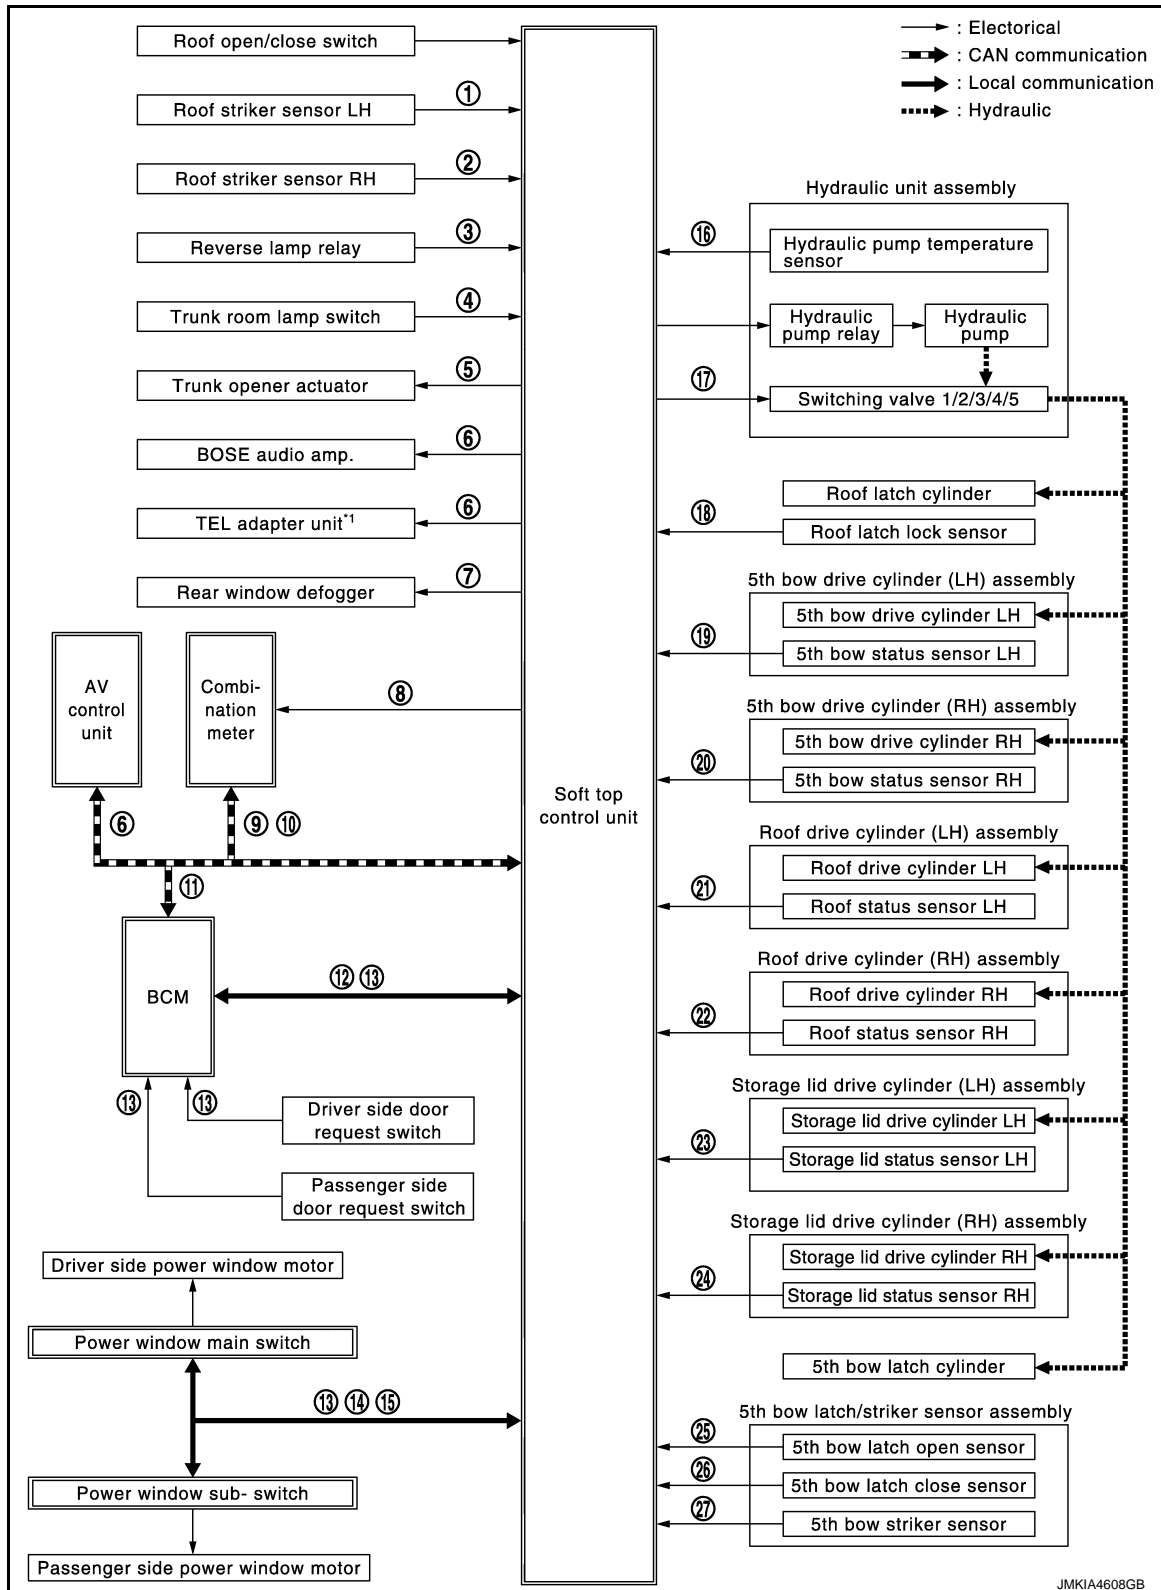 : Electorical
: CAN communication
: Local communication
: Hydraulic
Roof open/close switch
Roof striker sensor LH
①
Roof striker sensor RH
②
Reverse lamp relay
③
Trunk room lamp switch
④
Trunk opener actuator
⑤
BOSE audio amp.
⑥
TEL adapter unit*1
⑥
Rear window defogger
⑦
AV
control
unit
Combi-
nation
meter
⑧
⑥
⑨ ⑩
⑪
BCM
⑫ ⑬
⑬
⑬
Driver side door
request switch
Passenger side
door request switch
Driver side power window motor
Power window main switch
⑬ ⑭ ⑮
Power window sub- switch
Passenger side power window motor
Soft top
control unit
Hydraulic unit assembly
⑯
Hydraulic pump temperature
sensor
Hydraulic
pump relay
Hydraulic
pump
⑰
Switching valve 1/2/3/4/5
Roof latch cylinder
⑱
Roof latch lock sensor
5th bow drive cylinder (LH) assembly
5th bow drive cylinder LH
⑲
5th bow status sensor LH
5th bow drive cylinder (RH) assembly
5th bow drive cylinder RH
⑳
5th bow status sensor RH
Roof drive cylinder (LH) assembly
Roof drive cylinder LH
㉑
Roof status sensor LH
Roof drive cylinder (RH) assembly
Roof drive cylinder RH
㉒
Roof status sensor RH
Storage lid drive cylinder (LH) assembly
Storage lid drive cylinder LH
㉓
Storage lid status sensor LH
Storage lid drive cylinder (RH) assembly
Storage lid drive cylinder RH
㉔
Storage lid status sensor RH
5th bow latch cylinder
5th bow latch/striker sensor assembly
㉕
5th bow latch open sensor
㉖
5th bow latch close sensor
㉗
5th bow striker sensor
JMKIA4608GB